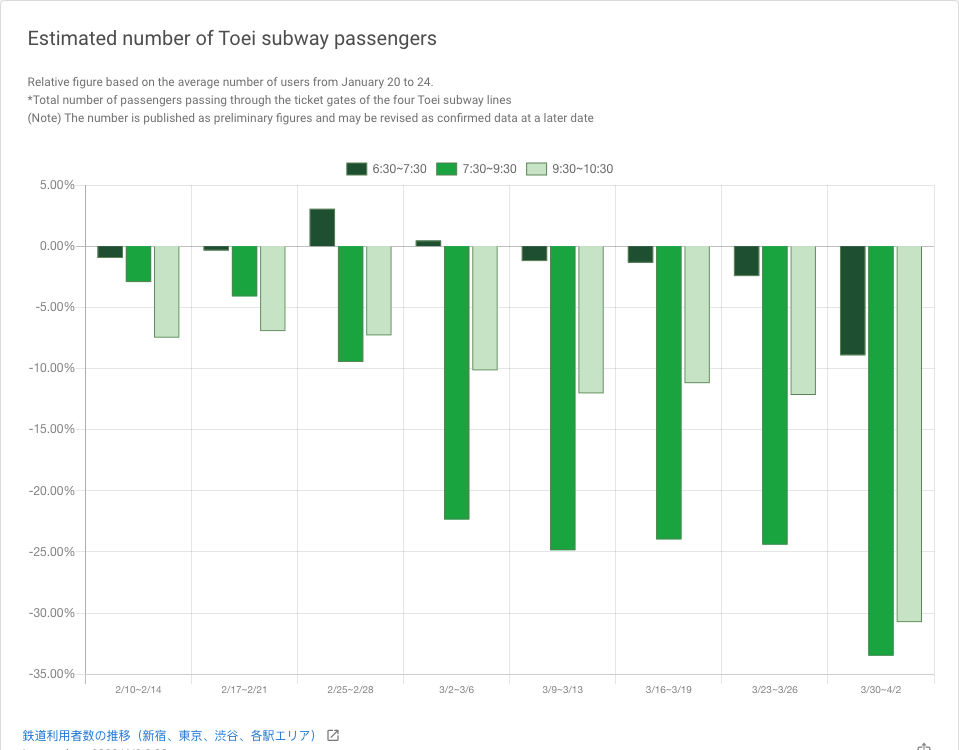 Estimated number of Toei subway passengers
Relative figure based on the average number of users from January 20 to 24.
*Total number of passengers passing through the ticket gates of the four Toei subway lines
(Note) The number is published as preliminary figures and may be revised as confirmed data at a later date
6:30~7:30 7:30~9:30 9:30~10:30
5.00%
0.00%
-5.00%
-10.00%
-15.00%
-20.00%
-25.00%
-30.00%
-35.00%
2/10~2/14 2/17~2/21 2/25~2/28 3/2~3/6 3/9~3/13 3/16~3/19 3/23~3/26 3/30~4/2
鉄道利用者数の推移（新宿、東京、渋谷、各駅エリア）